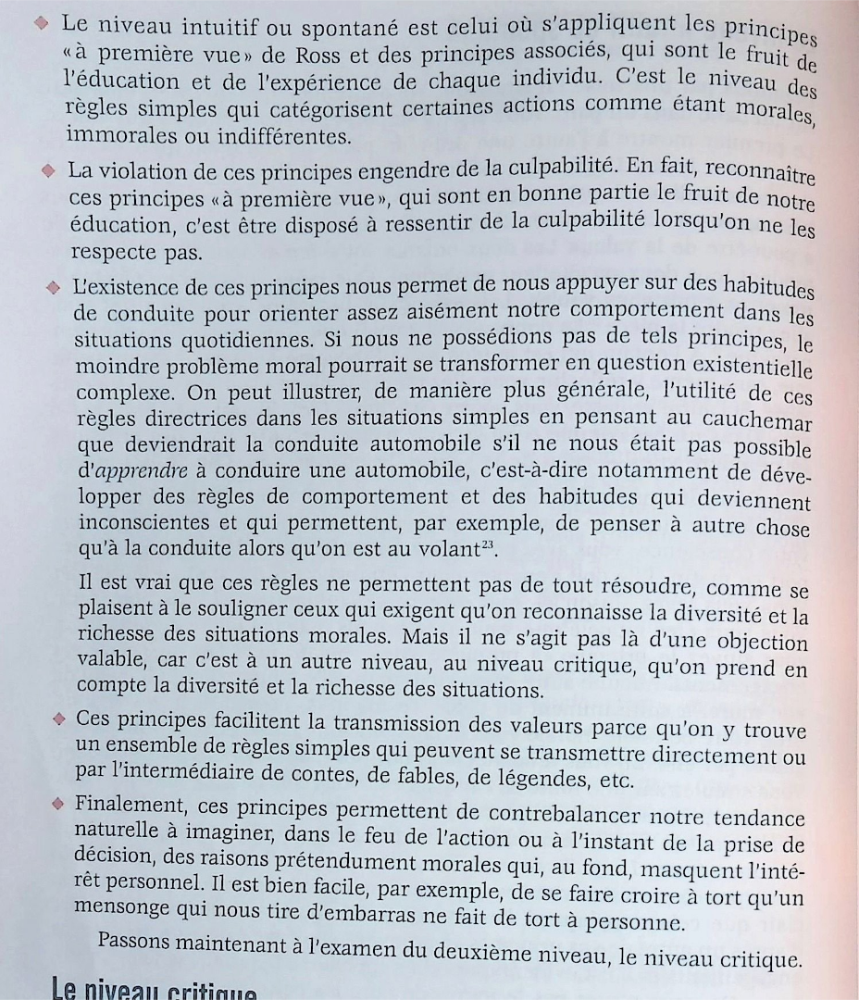 Le niveau intuitif ou spontané est celui où s'appliquent les principes
«à première vue» de Ross et des principes associés, qui sont le fruit de
l'éducation et de l'expérience de chaque individu. C'est le niveau des
règles simples qui catégorisent certaines actions comme étant morales,
immorales ou indifférentes.
La violation de ces principes engendre de la culpabilité. En fait, reconnaître
ces principes «à première vue», qui sont en bonne partie le fruit de notre
éducation, c'est être disposé à ressentir de la culpabilité lorsqu'on ne les
respecte pas.
L'existence de ces principes nous permet de nous appuyer sur des habitudes
de conduite pour orienter assez aisément notre comportement dans les
situations quotidiennes. Si nous ne possédions pas de tels principes, le
moindre problème moral pourrait se transformer en question existentielle
complexe. On peut illustrer, de manière plus générale, l'utilité de ces
règles directrices dans les situations simples en pensant au cauchemar
que deviendrait la conduite automobile s'il ne nous était pas possible
d'apprendre à conduire une automobile, c'est-à-dire notamment de déve-
lopper des règles de comportement et des habitudes qui deviennent
inconscientes et qui permettent, par exemple, de penser à autre chose
qu'à la conduite alors qu'on est au volant²³.
Il est vrai que ces règles ne permettent pas de tout résoudre, comme se
plaisent à le souligner ceux qui exigent qu'on reconnaisse la diversité et la
richesse des situations morales. Mais il ne s'agit pas là d'une objection
valable, car c'est à un autre niveau, au niveau critique, qu'on prend en
compte la diversité et la richesse des situations.
Ces principes facilitent la transmission des valeurs parce qu'on y trouve
un ensemble de règles simples qui peuvent se transmettre directement ou
par l'intermédiaire de contes, de fables, de légendes, etc.
Finalement, ces principes permettent de contrebalancer notre tendance
naturelle à imaginer, dans le feu de l'action ou à l'instant de la prise de
décision, des raisons prétendument morales qui, au fond, masquent l'inté-
rêt personnel. Il est bien facile, par exemple, de se faire croire à tort qu'un
mensonge qui nous tire d'embarras ne fait de tort à personne.
Passons maintenant à l'examen du deuxième niveau, le niveau critique.
Le niveau critique